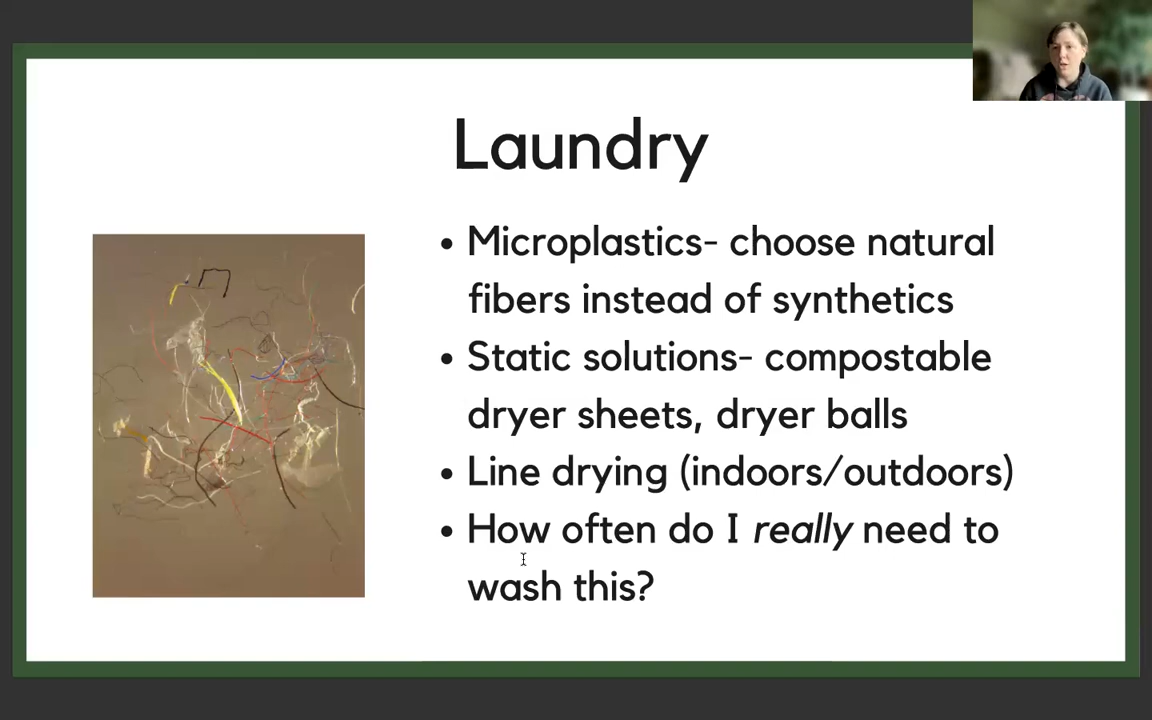 Laundry
• Microplastics- choose natural
fibers instead of synthetics
• Static solutions- compostable
dryer sheets, dryer balls
• Line drying (indoors/outdoors)
• How often do I really need to
wash this?